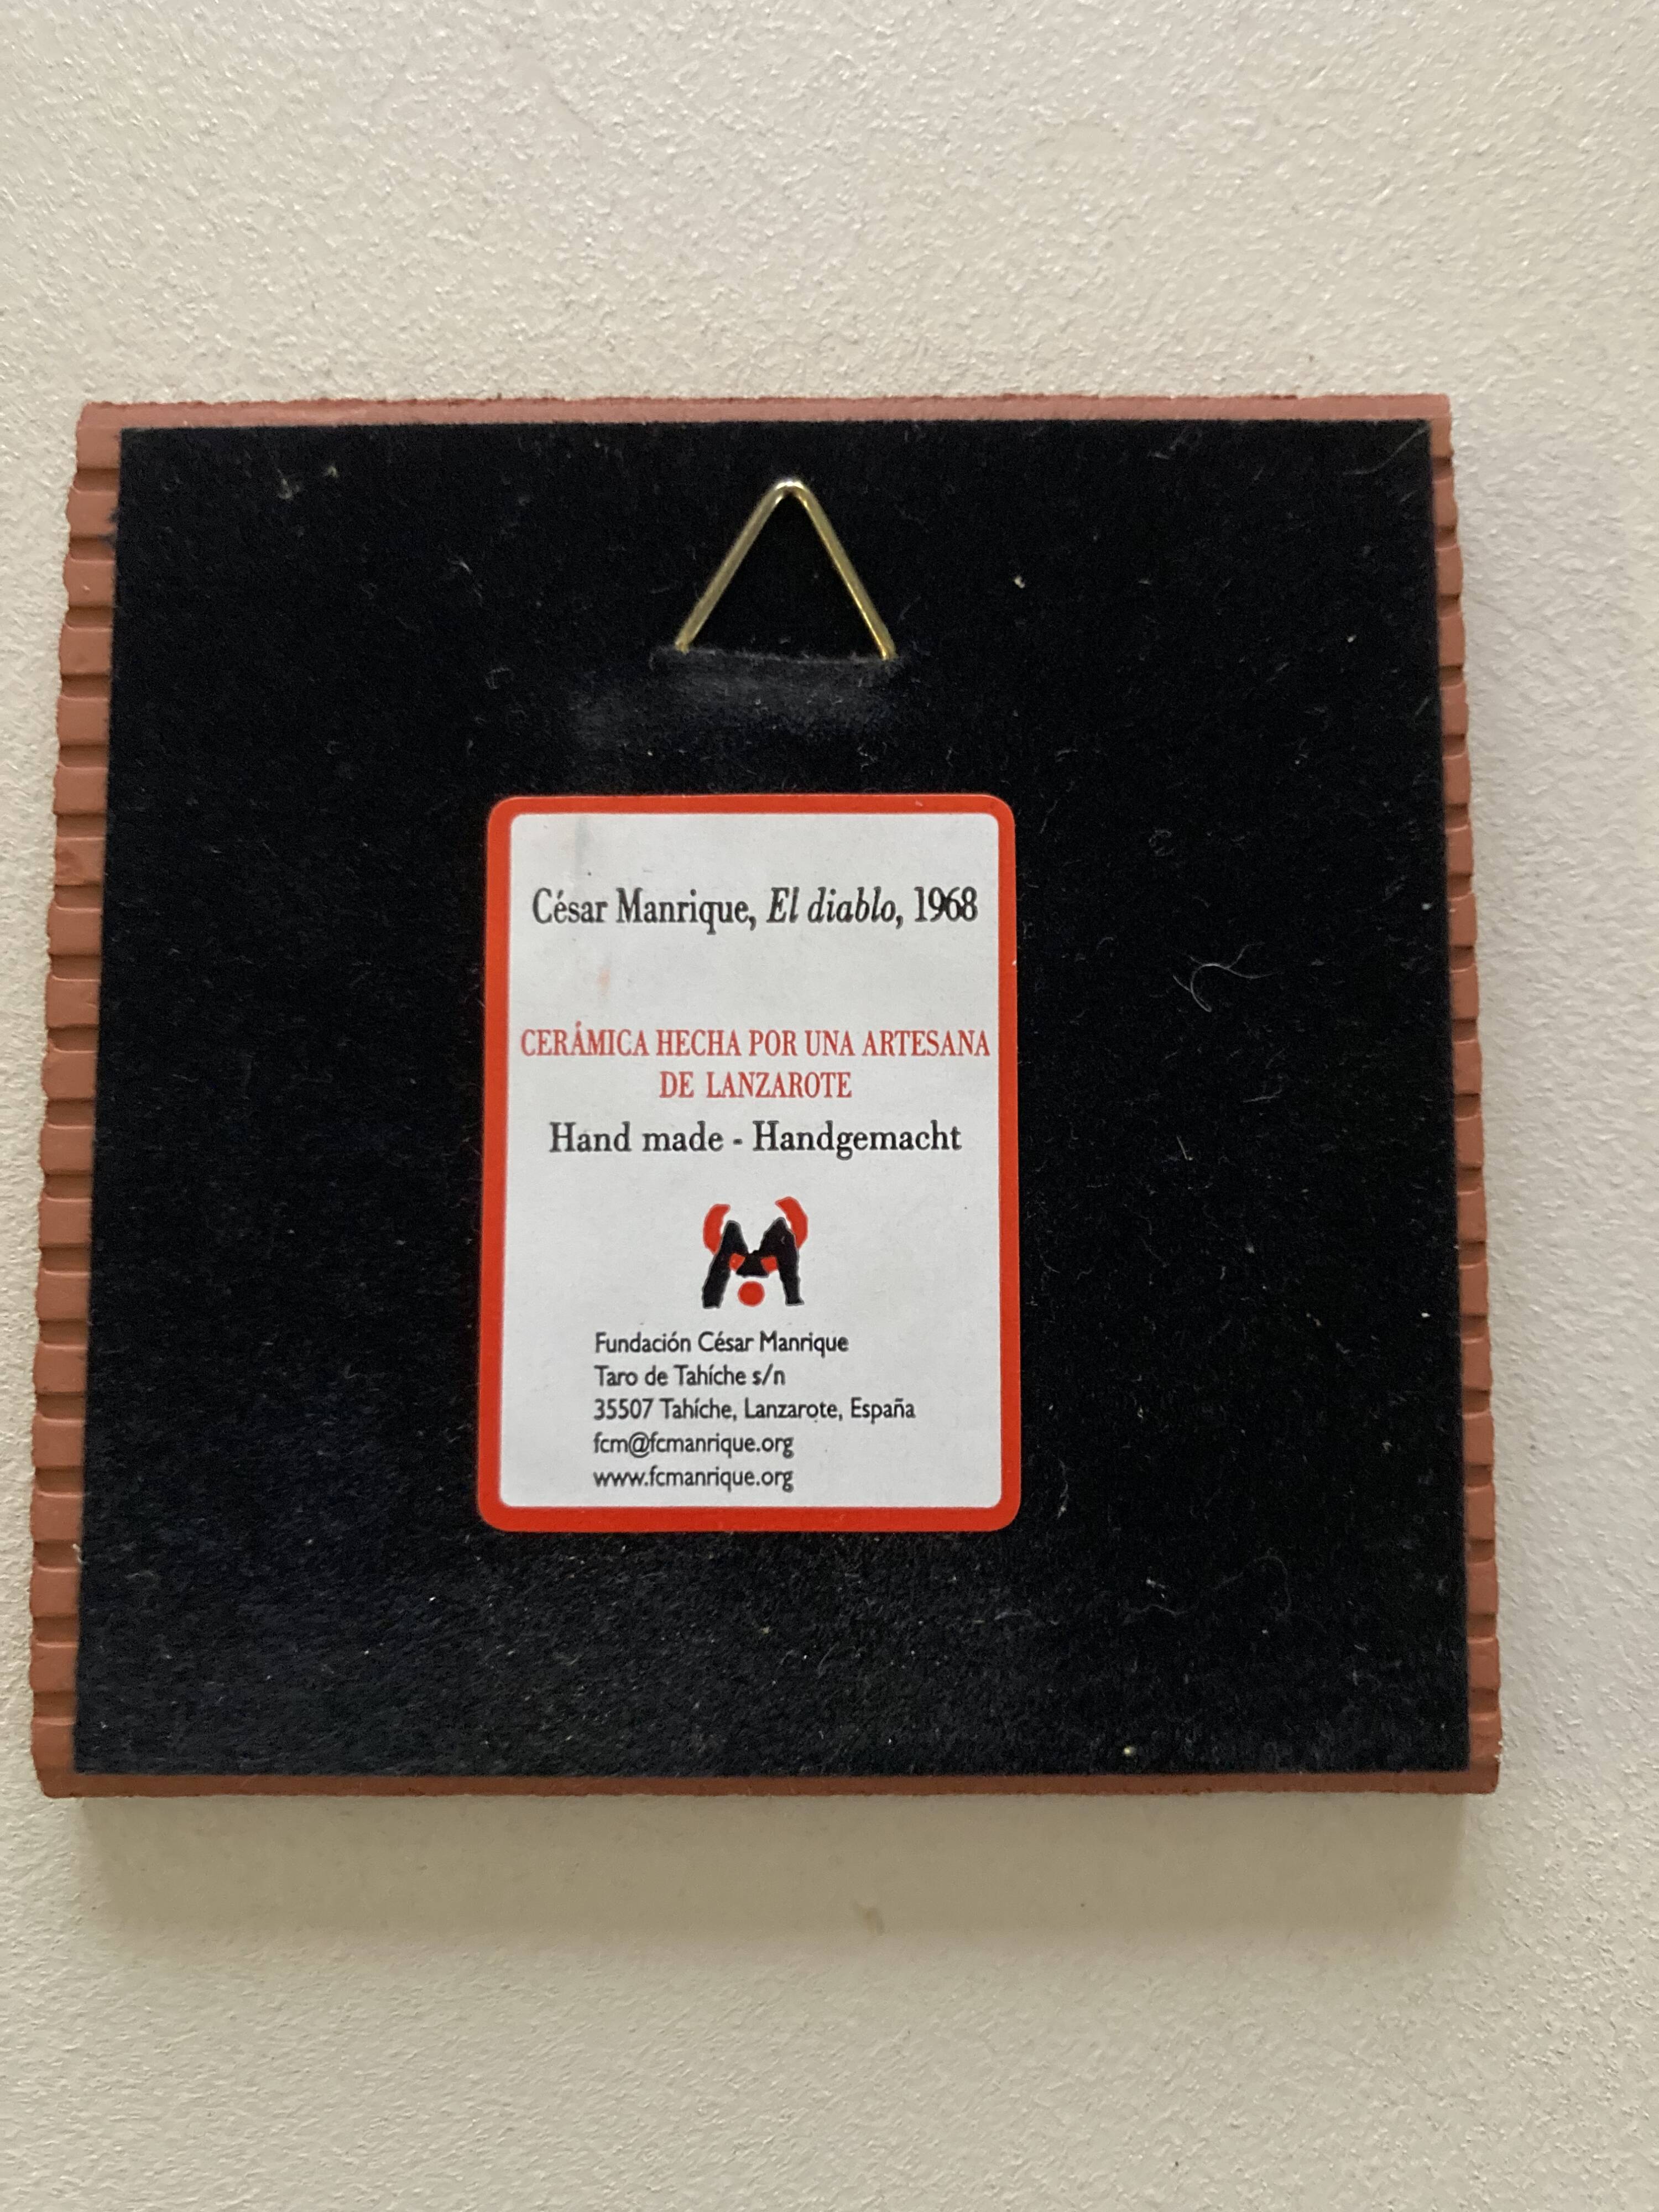 César Manrique, El diablo, 1968
CERÁMICA HECHA POR UNA ARTESANA
DE LANZAROTE
Hand made - Handgemacht
Fundación César Manrique
Taro de Tahíche s/n
35507 Tahíche, Lanzarote, España
fcm@fcmanrique.org
www.fcmanrique.org